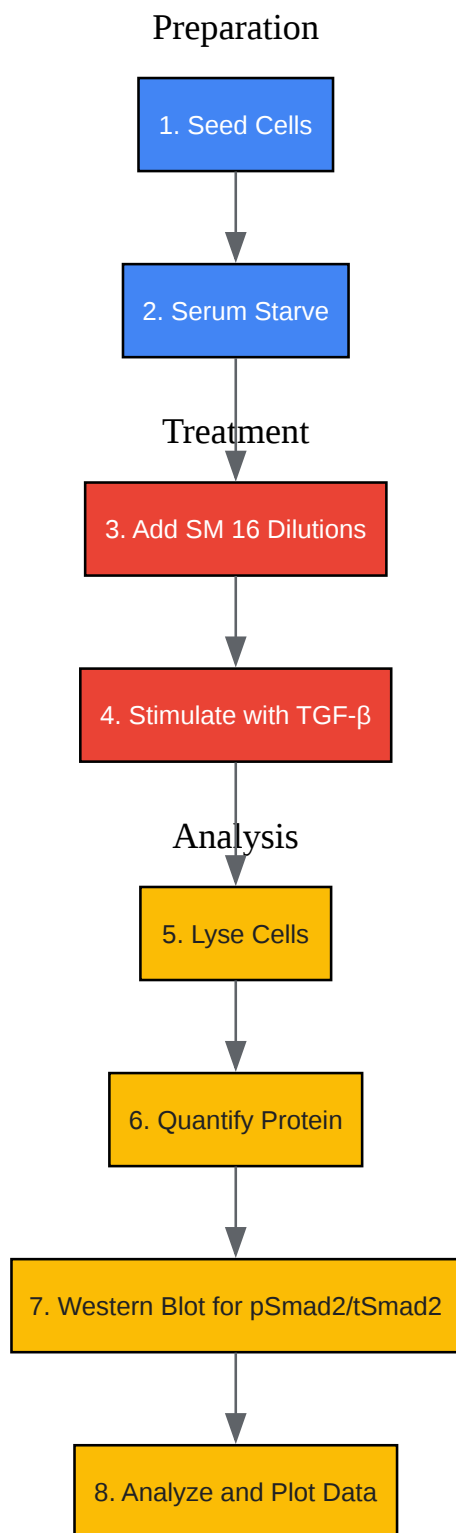 Preparation
1. Seed Cells
2. Serum Starve
Treatment
3. Add SM 16 Dilutions
4. Stimulate with TGF-β
Analysis
5. Lyse Cells
6. Quantify Protein
7. Western Blot for pSmad2/tSmad2
8. Analyze and Plot Data